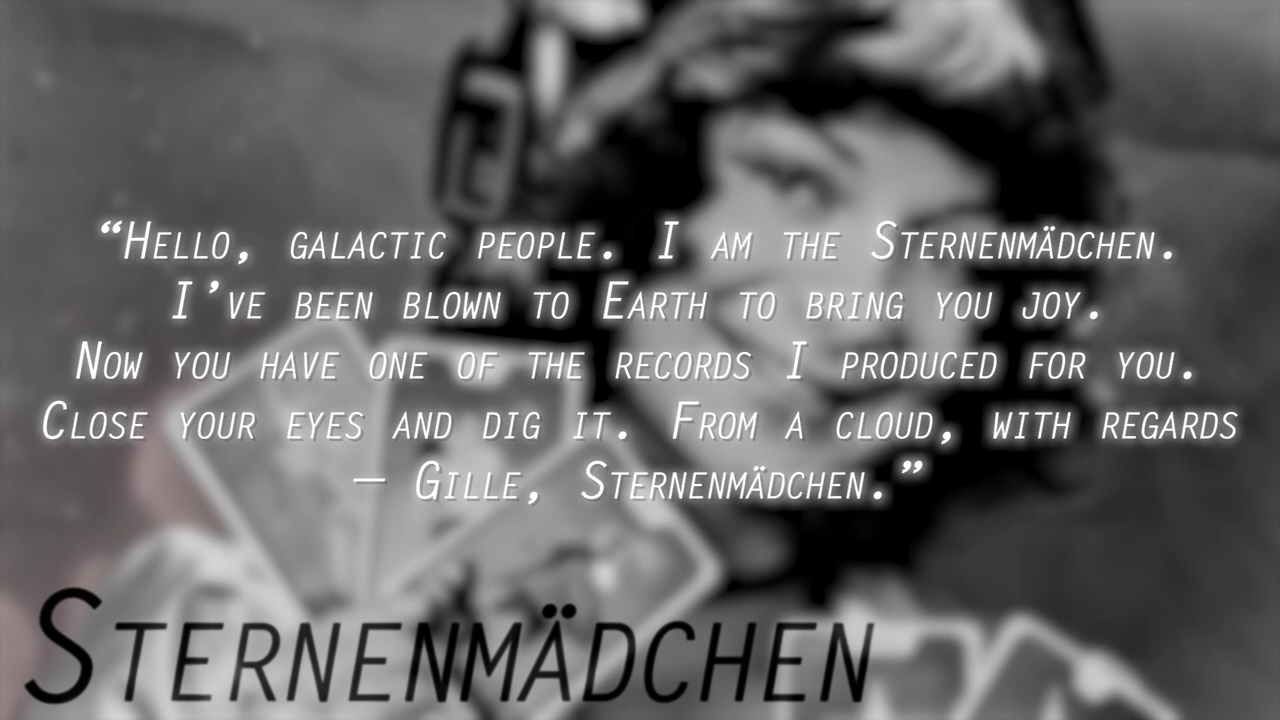 “Hello, galactic people. I am the Sternenmädchen.
I’ve been blown to Earth to bring you joy.
Now you have one of the records I produced for you.
Close your eyes and dig it. From a cloud, with regards
— Gille, Sternenmädchen.”
Sternenmädchen